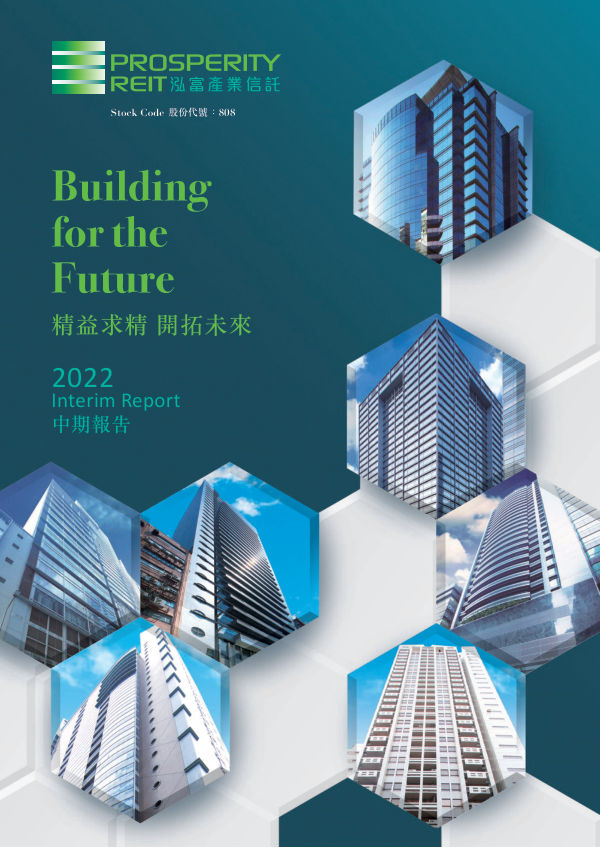 PROSPERITY
REIT 泓富產業信託
Stock Code 股份代號：808
Building
for the
Future
精益求精 開拓未來
2022
Interim Report
中期報告